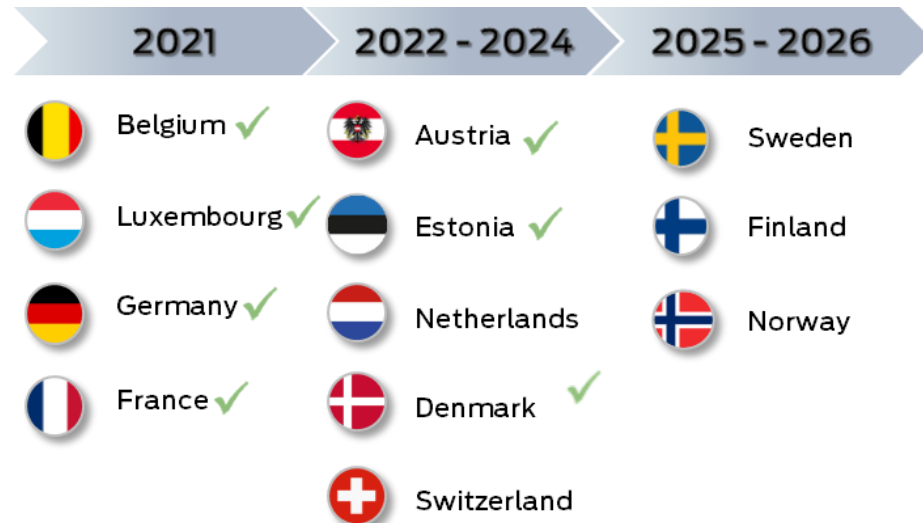 2021
Belgium
Luxembourg
Germany
France
2022 - 2024
Austria
Estonia
Netherlands
Denmark
Switzerland
2025 - 2026
Sweden
Finland
Norway